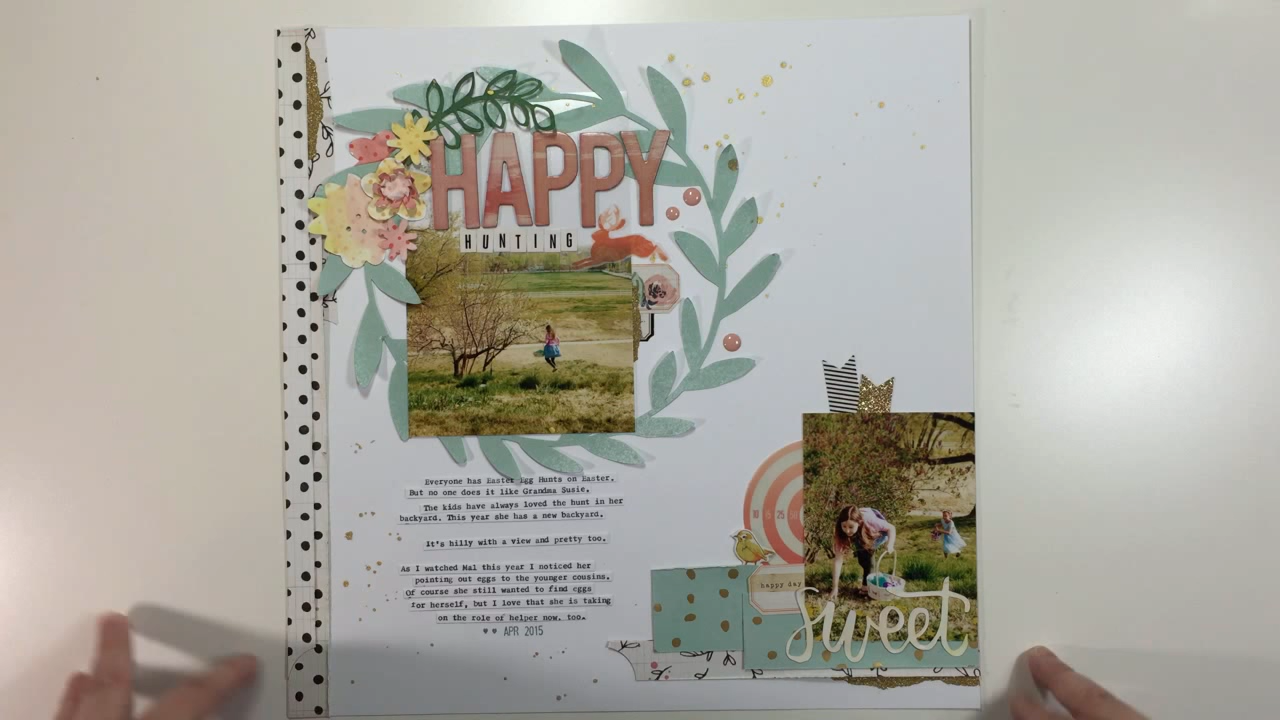 HAPPY
HUNTING
Everyone has Easter Egg Hunts on Easter.
But no one does it like Grandma Susie.
The kids have always loved the hunt in her
backyard. This year she has a new backyard.
It's hilly with a view and pretty too.
As I watched Mal this year I noticed her
pointing out eggs to the younger cousins.
Of course she still wanted to find eggs
for herself, but I love that she is taking
on the role of helper now, too.
APR 2015
10 25
happy day
sweet